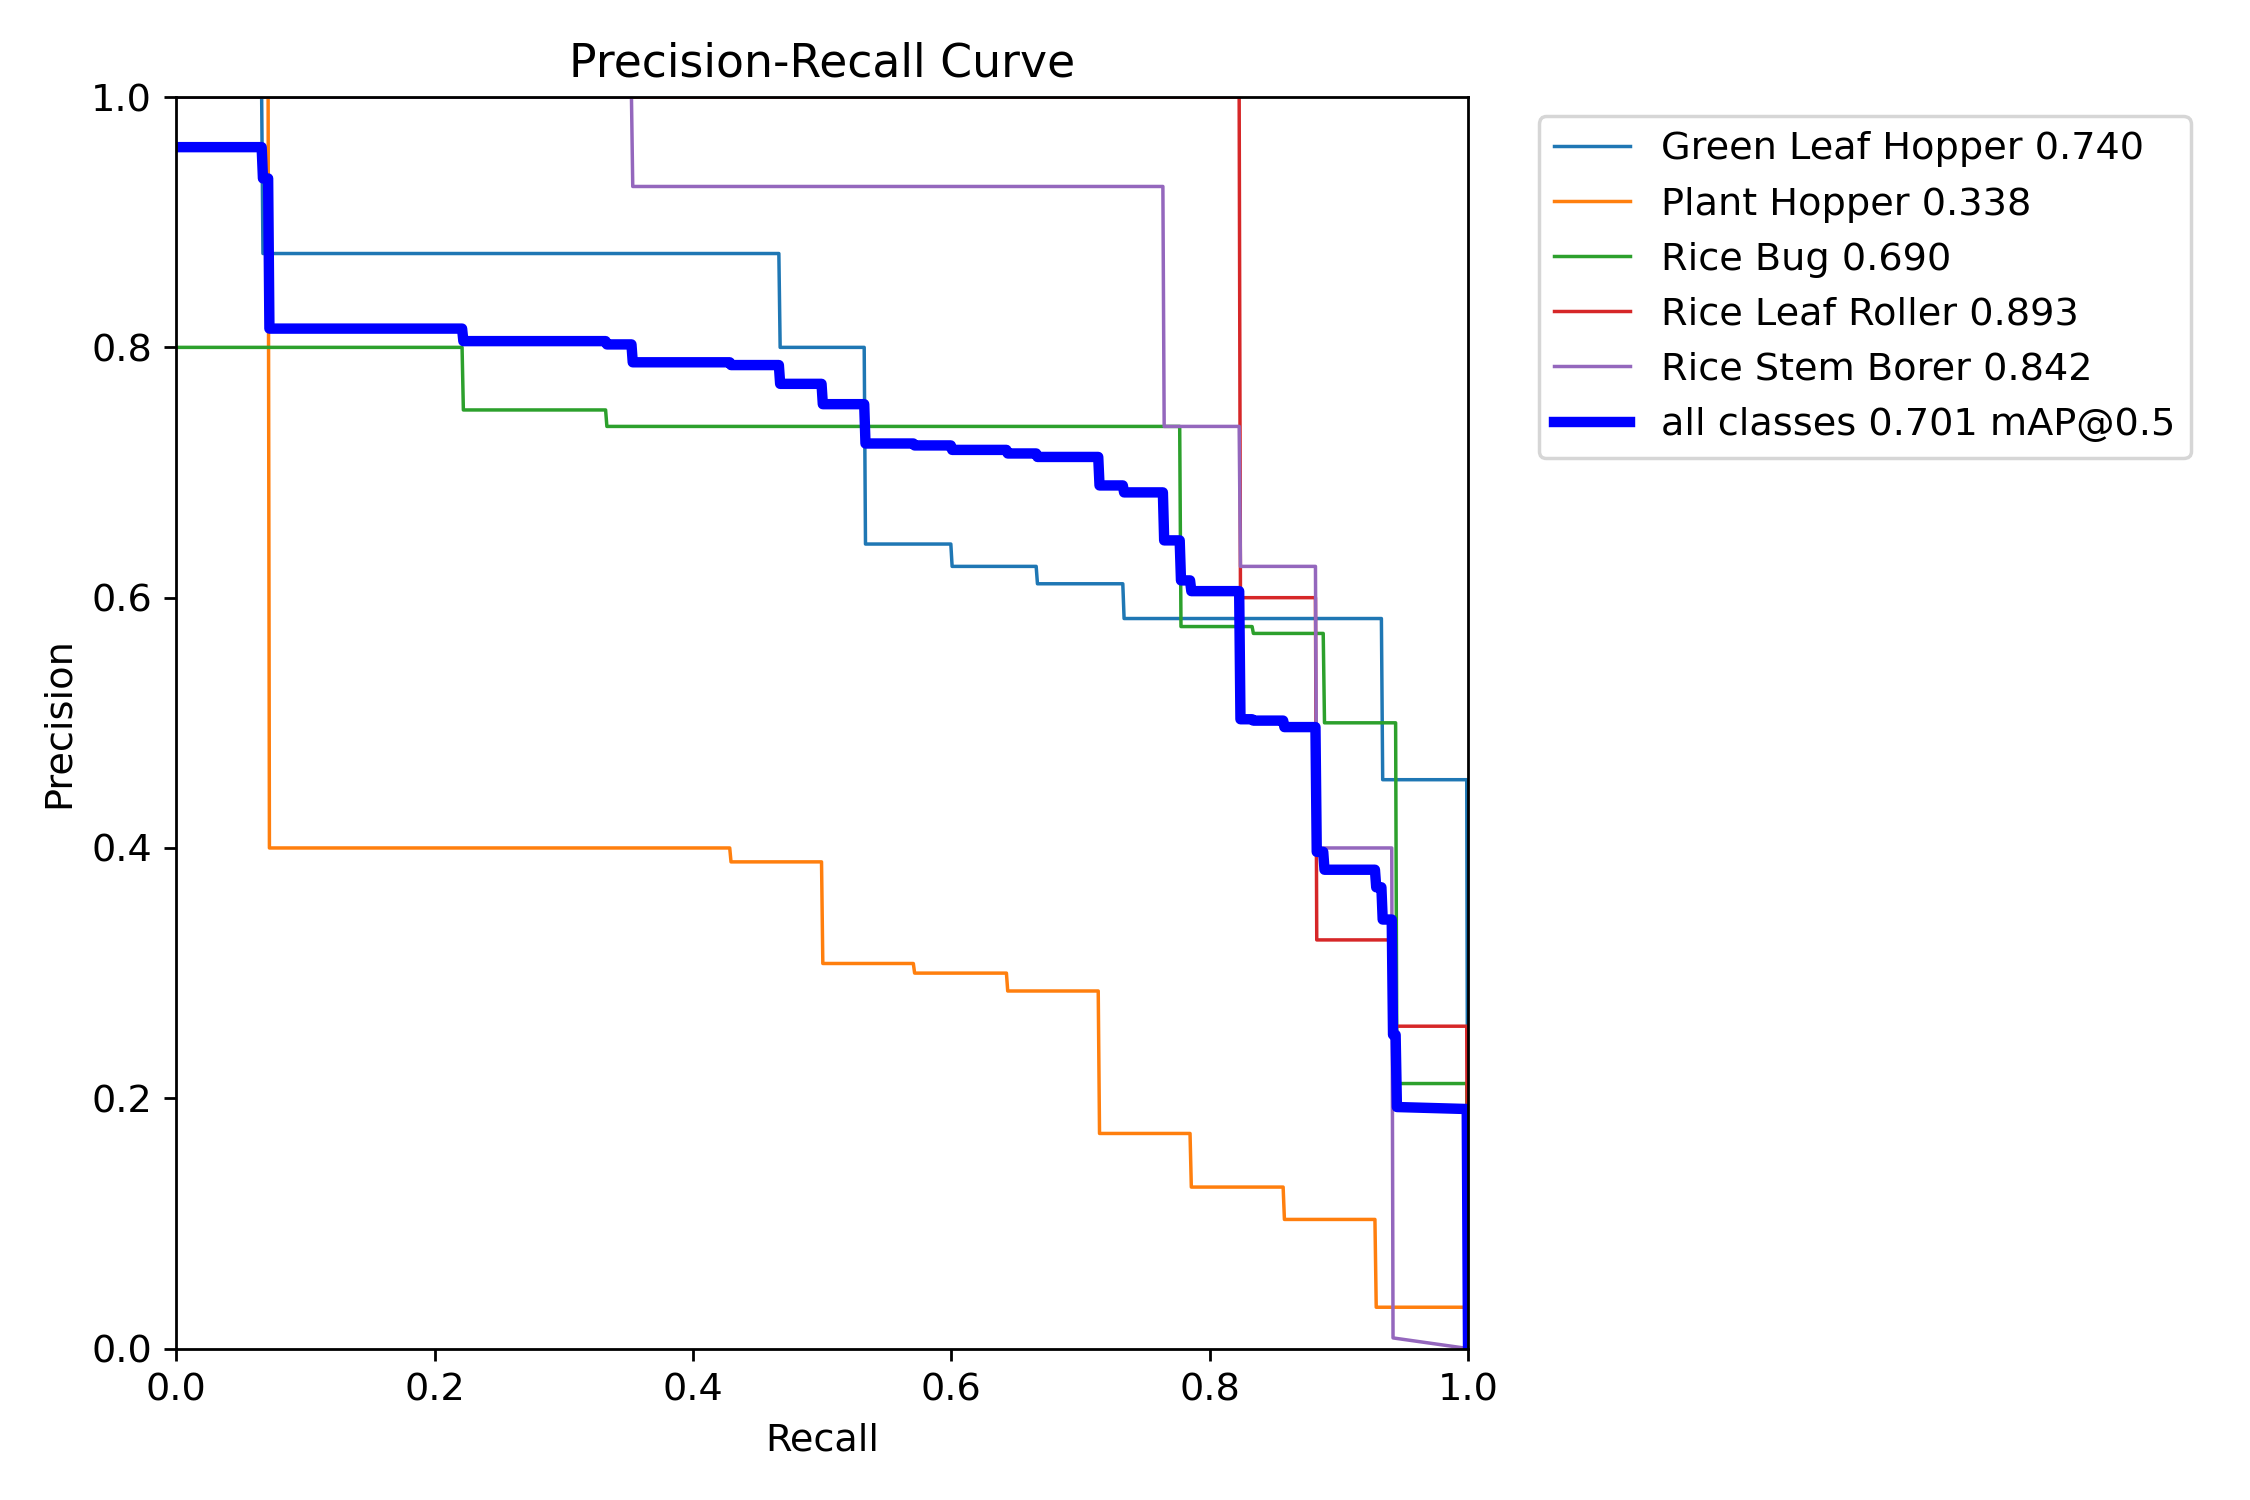 Precision-Recall Curve
1.0
0.8
0.6
0.4
0.2
0.0
Precision
0.0 0.2 0.4 0.6 0.8 1.0
Recall
Green Leaf Hopper 0.740
Plant Hopper 0.338
Rice Bug 0.690
Rice Leaf Roller 0.893
Rice Stem Borer 0.842
all classes 0.701 mAP@0.5